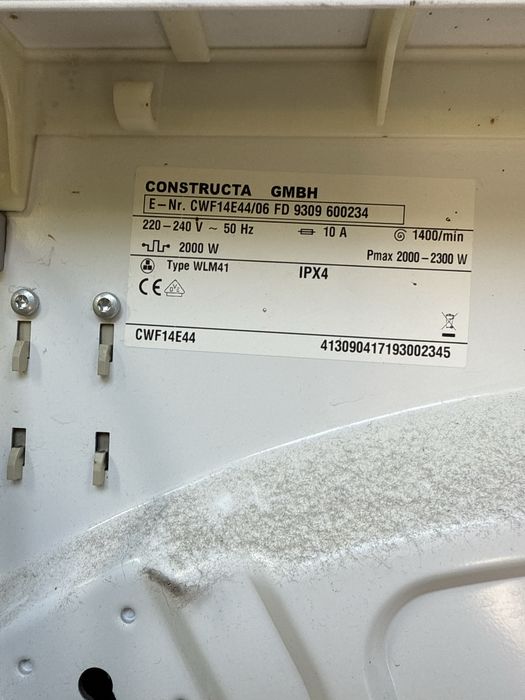 CONSTRUCTA GMBH
E-Nr. CWF14E44/06 FD 9309 600234
220-240 V ~ 50 Hz 10 A 1400/min
2000 W Pmax 2000-2300 W
Type WLM41 IPX4
CE
CWF14E44 413090417193002345